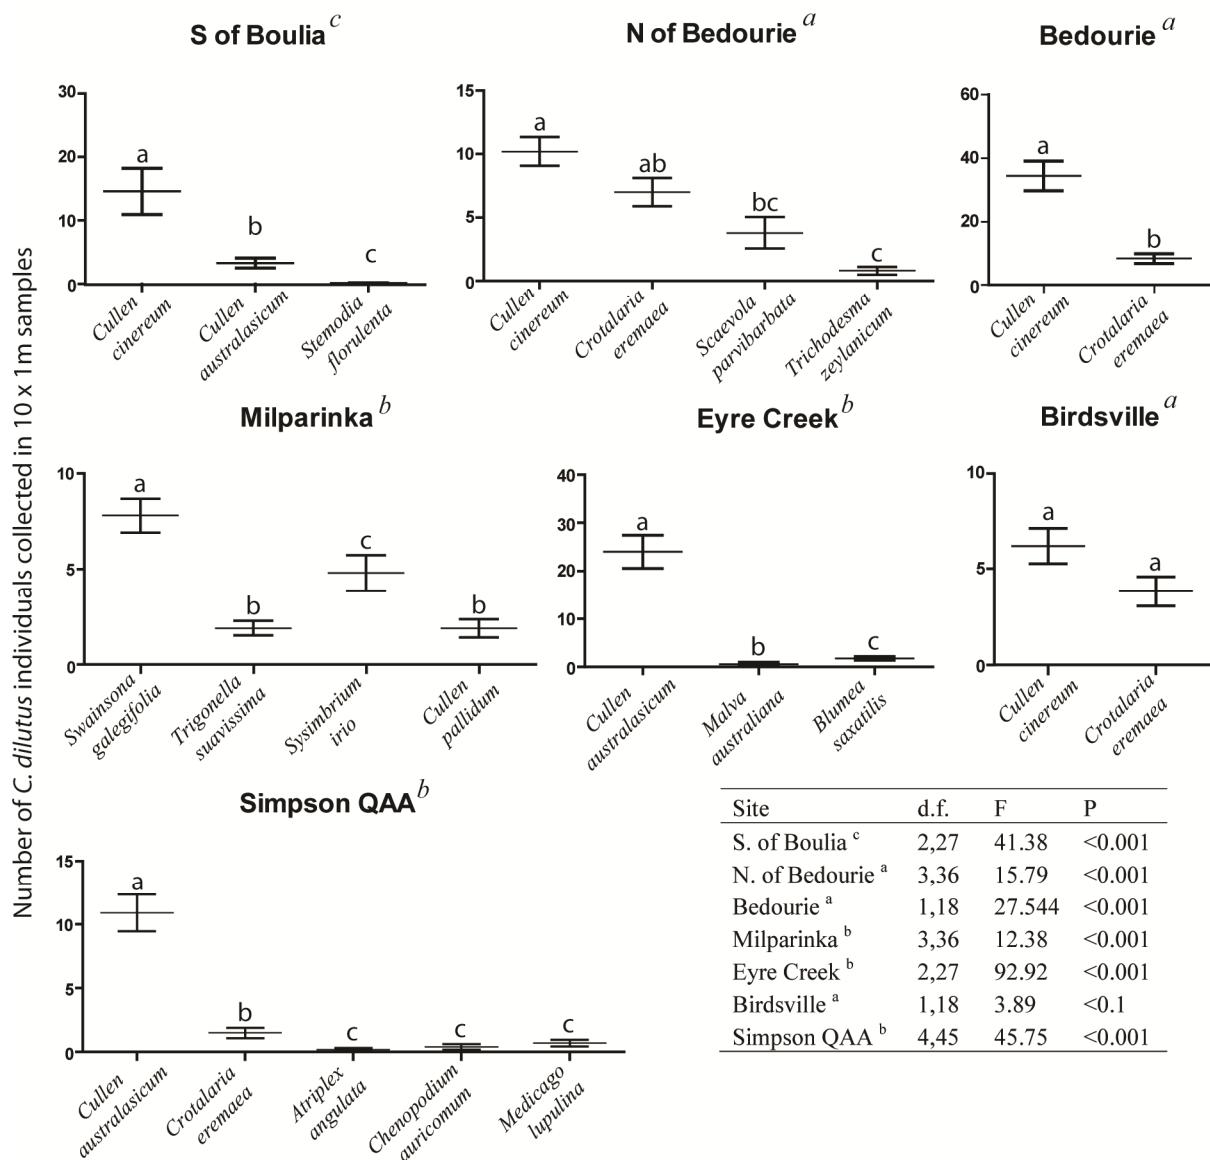 Number of C. dilutus individuals collected in 10 x 1m samples
S of Boulia c
30
20
10
0
a
b
c
Cullen
cinereum
Cullen
australasicum
Stemodia
florulenta
N of Bedourie a
15
10
5
0
a
ab
bc
c
Cullen
cinereum
Crotalaria
eremaea
Scaevola
parvibarbata
Trichodesma
zeylanicum
Bedourie a
60
40
20
0
a
b
Cullen
cinereum
Crotalaria
eremaea
Milparinka b
10
5
0
a
b
c
b
Swainsona
galegifolia
Trigonella
suavissima
Sysimbrium
irio
Cullen
pallidum
Eyre Creek b
40
30
20
10
0
a
b
c
Cullen
australasicum
Malva
australiana
Blumea
saxatilis
Birdsville a
10
5
0
a
a
Cullen
cinereum
Crotalaria
eremaea
Simpson QAA b
15
10
5
0
a
b
c
c
c
Cullen
australasicum
Crotalaria
eremaea
Atriplex
angulata
Chenopodium
auricomum
Medicago
lupulina
Site d.f. F P
S. of Boulia c 2,27 41.38 <0.001
N. of Bedourie a 3,36 15.79 <0.001
Bedourie a 1,18 27.544 <0.001
Milparinka b 3,36 12.38 <0.001
Eyre Creek b 2,27 92.92 <0.001
Birdsville a 1,18 3.89 <0.1
Simpson QAA b 4,45 45.75 <0.001